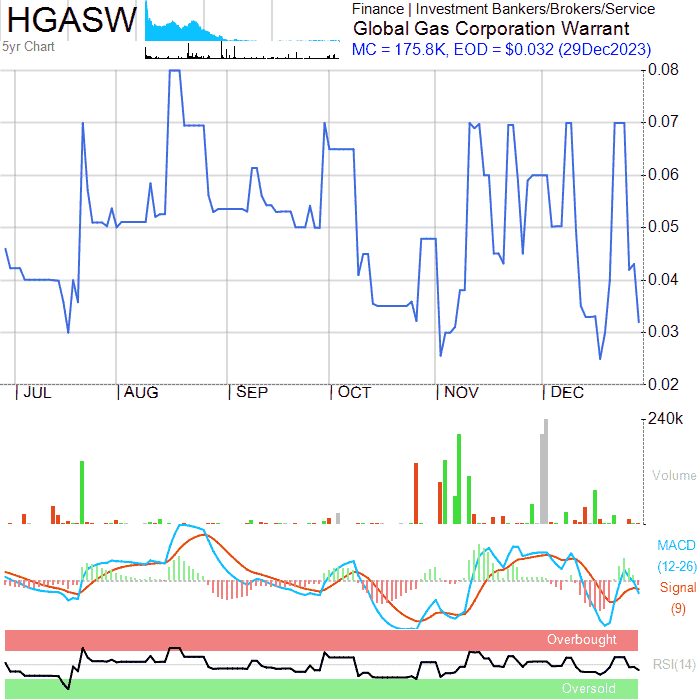 HGASW
5yr Chart
Finance | Investment Bankers/Brokers/Service
Global Gas Corporation Warrant
MC = 175.8K, EOD = $0.032 (29Dec2023)
0.08
0.07
0.06
0.05
0.04
0.03
0.02
JUL AUG SEP OCT NOV DEC
240k
Volume
MACD
(12-26)
Signal
(9)
Overbought
RSI(14)
Oversold